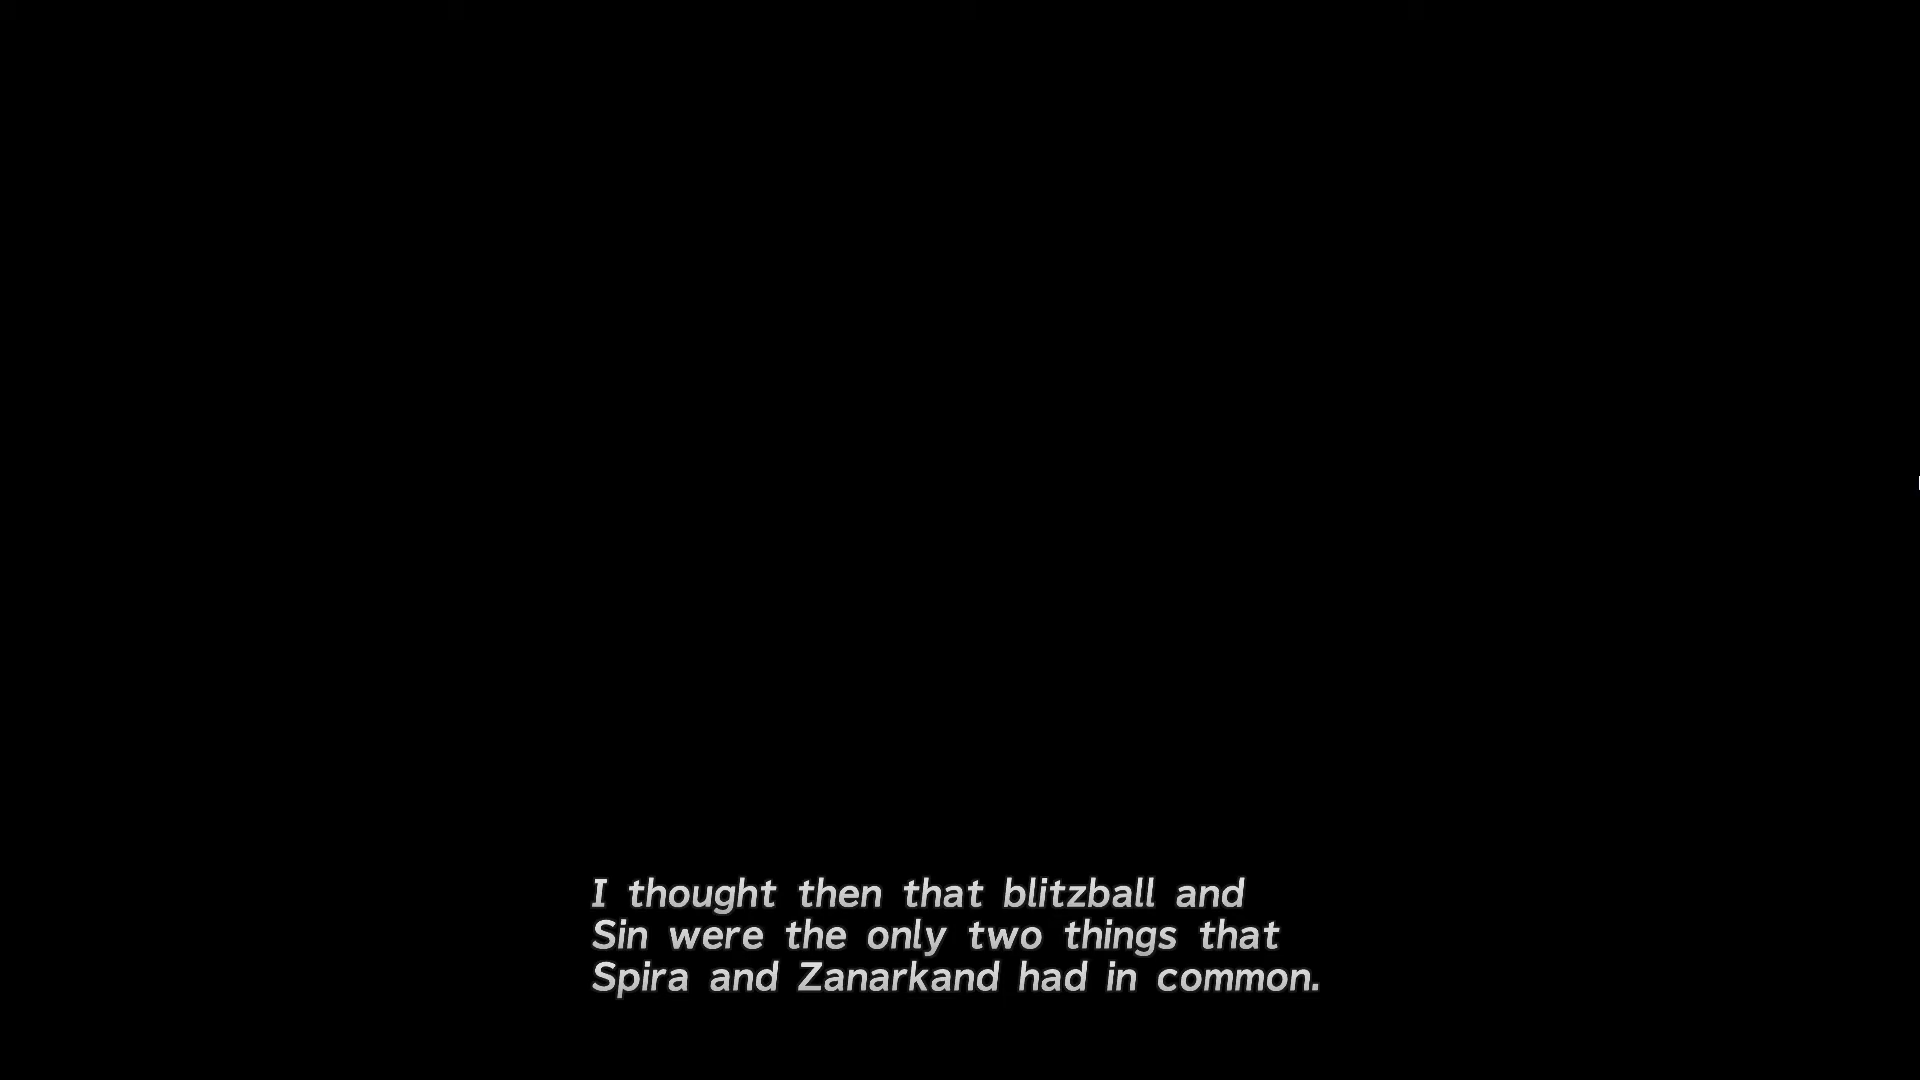 I thought then that blitzball and
Sin were the only two things that
Spira and Zanarkand had in common.